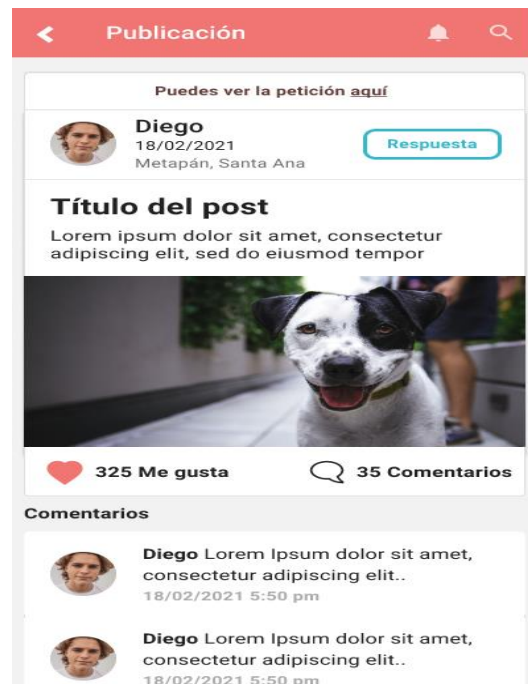 Publicación
Puedes ver la petición aquí
Diego
18/02/2021
Metapán, Santa Ana
Respuesta
Título del post
Lorem ipsum dolor sit amet, consectetur
adipiscing elit, sed do eiusmod tempor
325 Me gusta
35 Comentarios
Comentarios
Diego Lorem Ipsum dolor sit amet,
consectetur adipiscing elit..
18/02/2021 5:50 pm
Diego Lorem Ipsum dolor sit amet,
consectetur adipiscing elit..
18/02/2021 5:50 pm